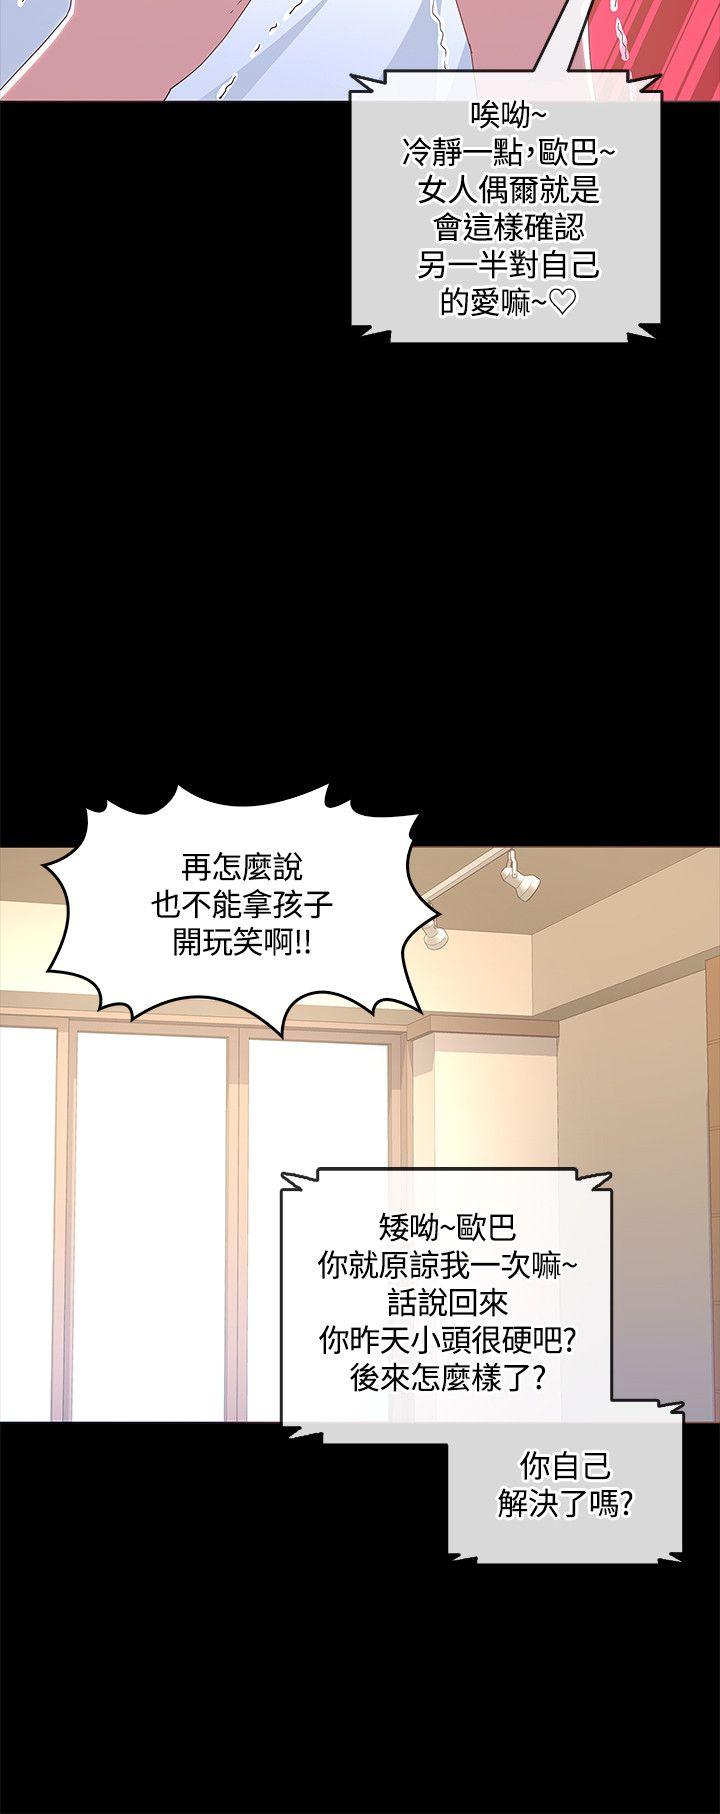 唉呦~
冷靜一點,歐巴~
女人偶爾就是
會這樣確認
另一半對自己
的愛嘛~♡
再怎麼說
也不能拿孩子
開玩笑啊!!
矮呦~歐巴
你就原諒我一次嘛~
話說回來
你昨天小頭很硬吧?
後來怎麼樣了?
你自己
解決了嗎?